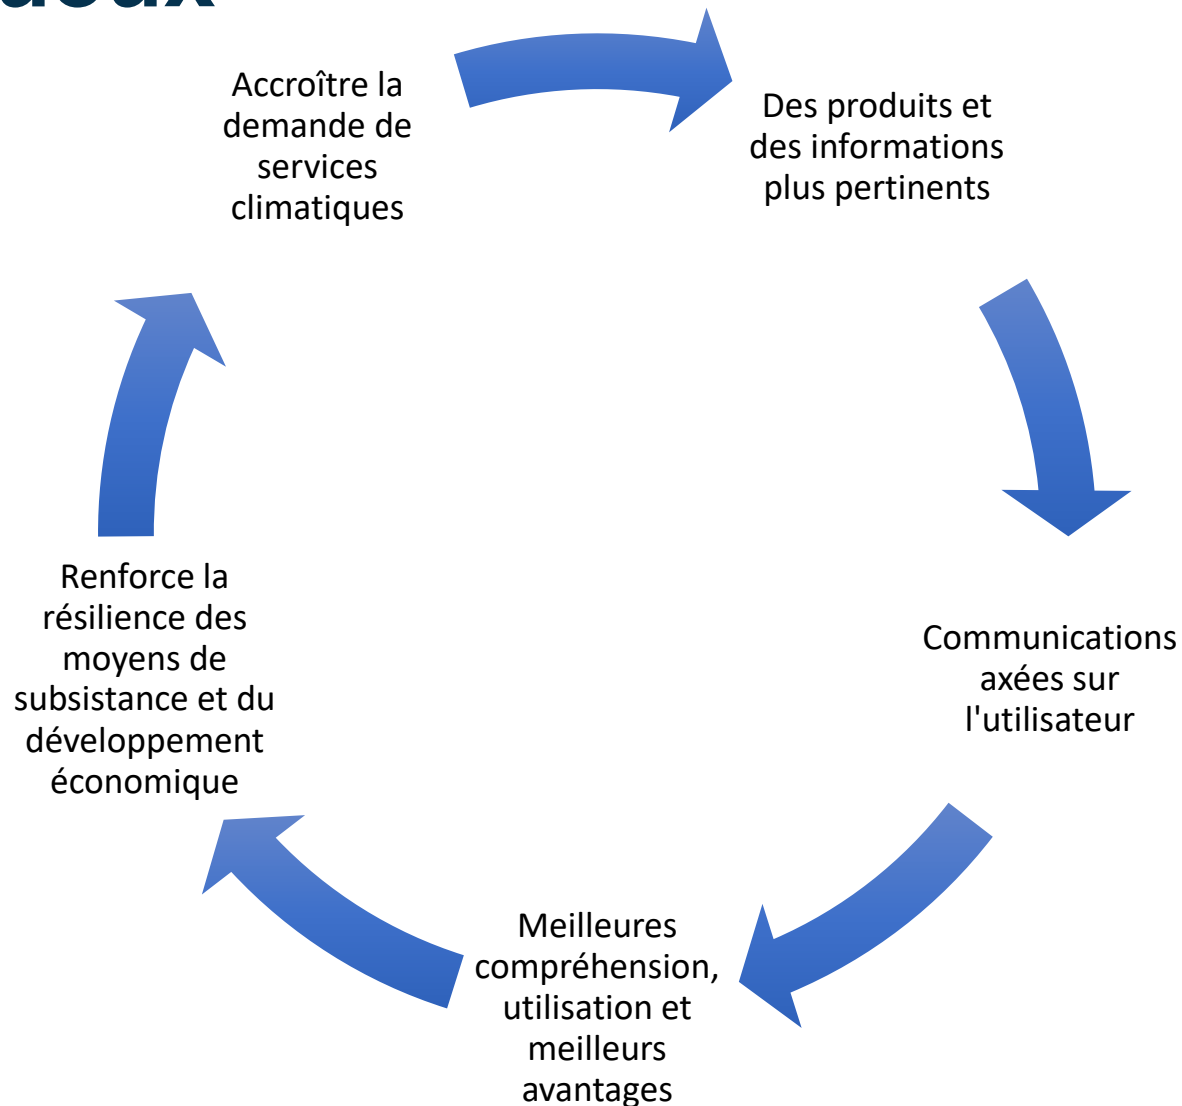 Accroître la
demande de
services
climatiques
Des produits et
des informations
plus pertinents
Communications
axées sur
l'utilisateur
Meilleures
compréhension,
utilisation et
meilleurs
avantages
Renforce la
résilience des
moyens de
subsistance et du
développement
économique